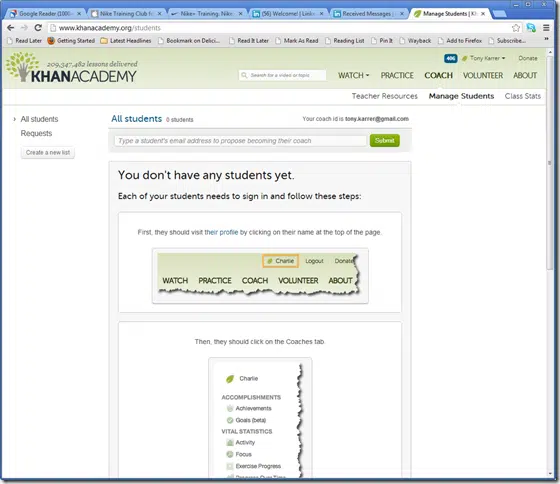 Google Reader (1000+
Nike Training Club fo
Nike+ Training: Nike+
(56) Welcome! | Linke
Received Messages |
Manage Students | K
www.khanacademy.org/students
Read Later
Getting Started
Latest Headlines
Bookmark on Delici...
Read It Later
Mark As Read
Reading List
Pin It
Wayback
Add to Firefox
Shortly
209,347,482 lessons delivered
KHANACADEMY
406
Tony Karrer
Donate
Search for a video or topic
WATCH
PRACTICE
COACH
VOLUNTEER
ABOUT
Teacher Resources
Manage Students
Class Stats
All students
Requests
Create a new list
All students 0 students
Your coach id is tony.karrer@gmail.com
Type a student's email address to propose becoming their coach
Submit
You don't have any students yet.
Each of your students needs to sign in and follow these steps:
First, they should visit their profile by clicking on their name at the top of the page.
Charlie Logout Donate
WATCH PRACTICE COACH VOLUNTEER ABOUT
Then, they should click on the Coaches tab.
Charlie
ACCOMPLISHMENTS
Achievements
Goals (beta)
VITAL STATISTICS
Activity
Focus
Exercise Progress
Progress Over Time